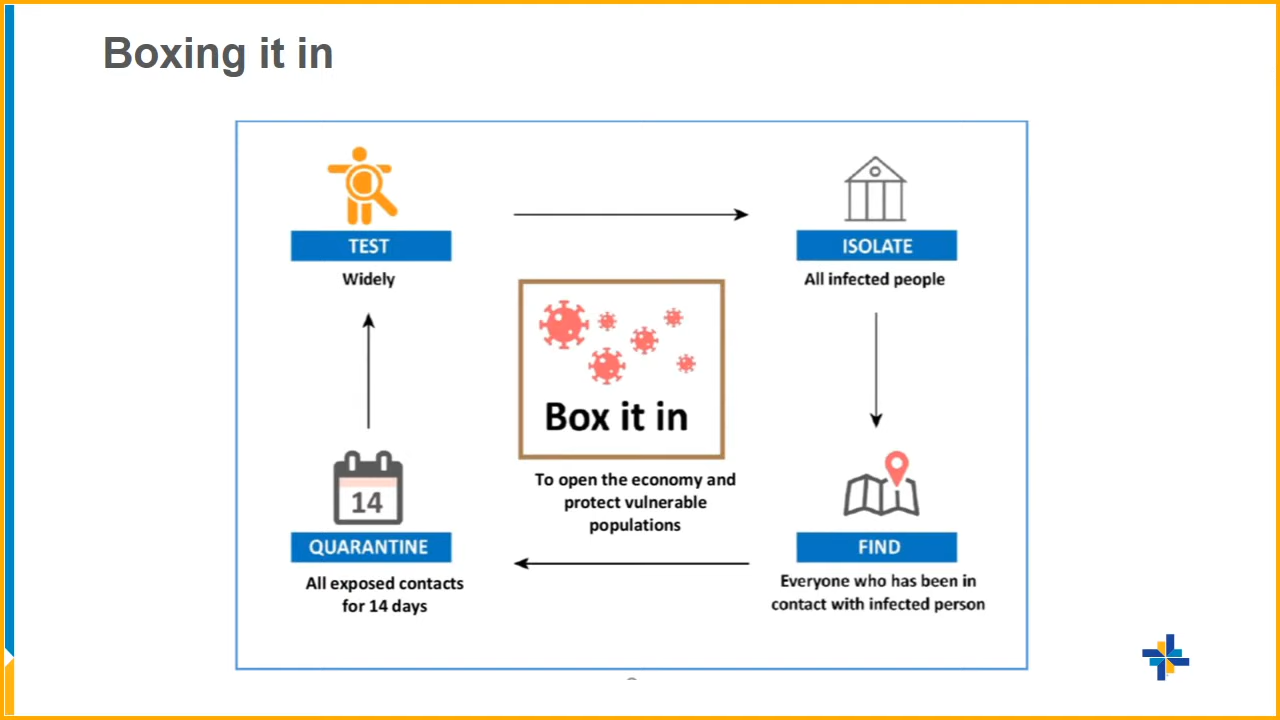 Boxing it in
TEST
Widely
ISOLATE
All infected people
Box it in
To open the economy and
protect vulnerable
populations
14
QUARANTINE
All exposed contacts
for 14 days
FIND
Everyone who has been in
contact with infected person